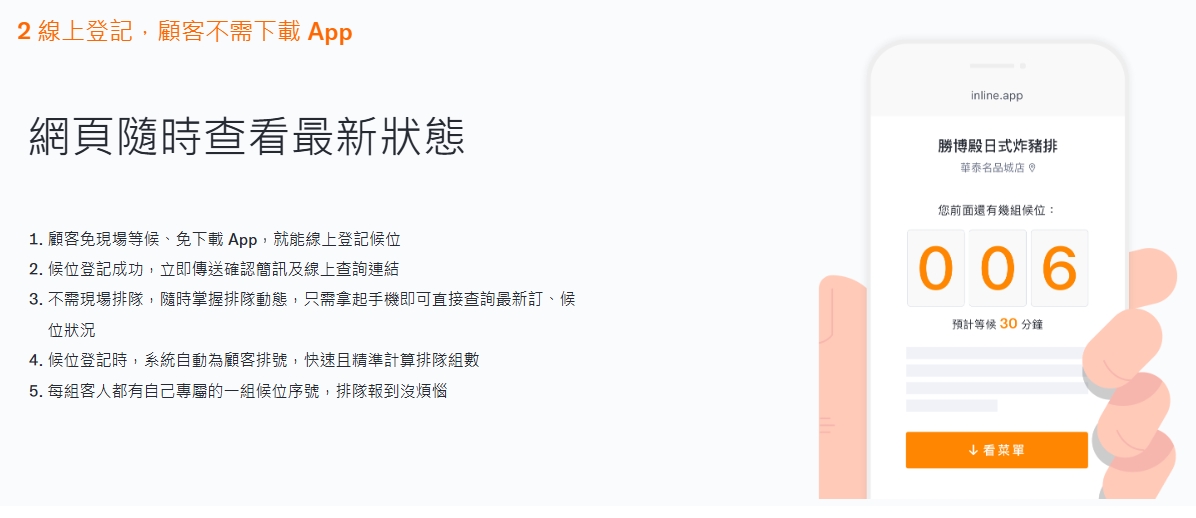 2 線上登記，顧客不需下載 App
網頁隨時查看最新狀態
1. 顧客免現場等候、免下載 App，就能線上登記候位
2. 候位登記成功，立即傳送確認簡訊及線上查詢連結
3. 不需現場排隊，隨時掌握排隊動態，只需拿起手機即可直接查詢最新訂、候
位狀況
4. 候位登記時，系統自動為顧客排號，快速且精準計算排隊組數
5. 每組客人都有自己專屬的一組候位序號，排隊報到沒煩惱
inline.app
勝博殿日式炸豬排
華泰名品城店
您前面還有幾組候位：
0 0 6
預計等候 30 分鐘
↓ 看菜單